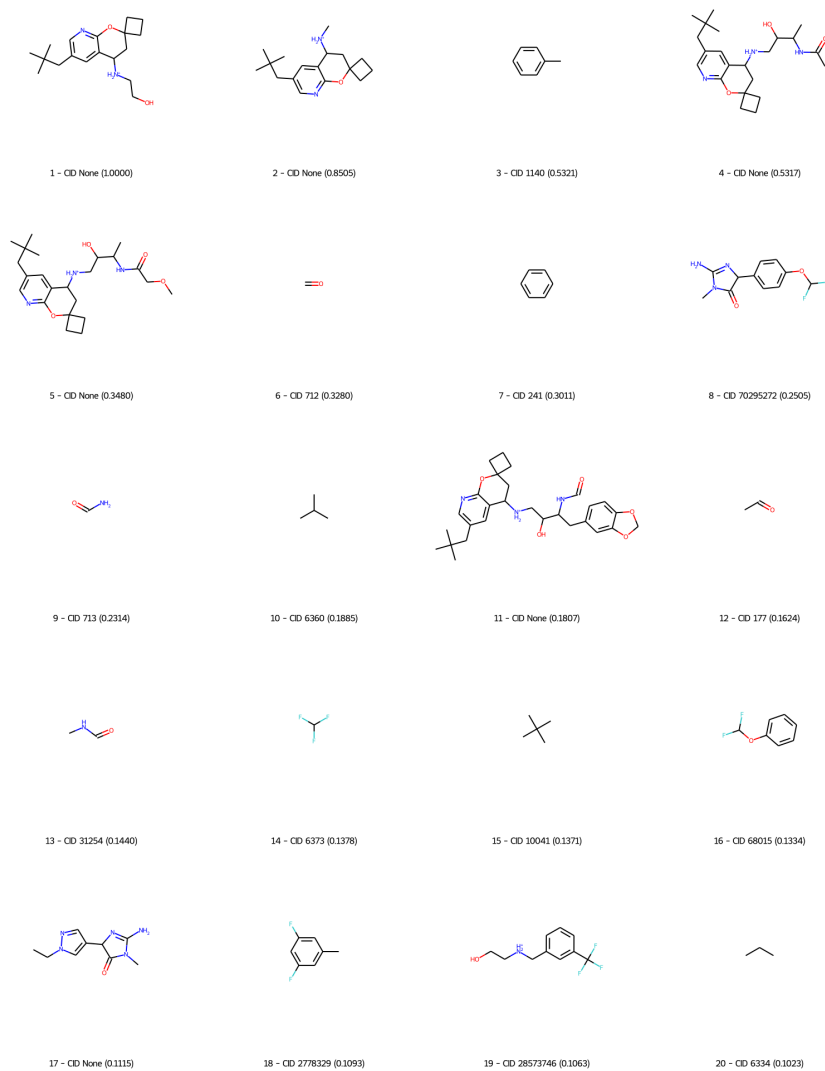 1 - CID None (1.0000)
2 - CID None (0.8505)
3 - CID 1140 (0.5321)
4 - CID None (0.5317)
5 - CID None (0.3480)
6 - CID 712 (0.3280)
7 - CID 241 (0.3011)
8 - CID 70295272 (0.2505)
9 - CID 713 (0.2314)
10 - CID 6360 (0.1885)
11 - CID None (0.1807)
12 - CID 177 (0.1624)
13 - CID 31254 (0.1440)
14 - CID 6373 (0.1378)
15 - CID 10041 (0.1371)
16 - CID 68015 (0.1334)
17 - CID None (0.1115)
18 - CID 2778329 (0.1093)
19 - CID 28573746 (0.1063)
20 - CID 6334 (0.1023)